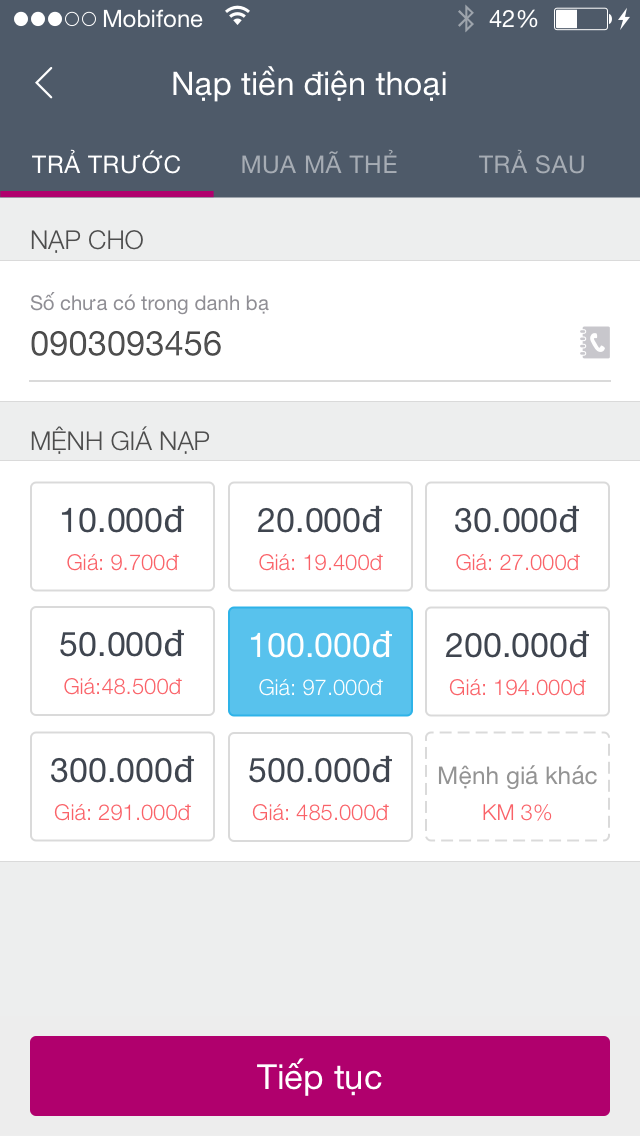 Mobifone
42%
Nạp tiền điện thoại
TRẢ TRƯỚC
MUA MÃ THẺ
TRẢ SAU
NẠP CHO
Số chưa có trong danh bạ
0903093456
MỆNH GIÁ NẠP
10.000đ
Giá: 9.700đ
20.000đ
Giá: 19.400đ
30.000đ
Giá: 27.000đ
50.000đ
Giá:48.500đ
100.000đ
Giá: 97.000đ
200.000đ
Giá: 194.000đ
300.000đ
Giá: 291.000đ
500.000đ
Giá: 485.000đ
Mệnh giá khác
KM 3%
Tiếp tục